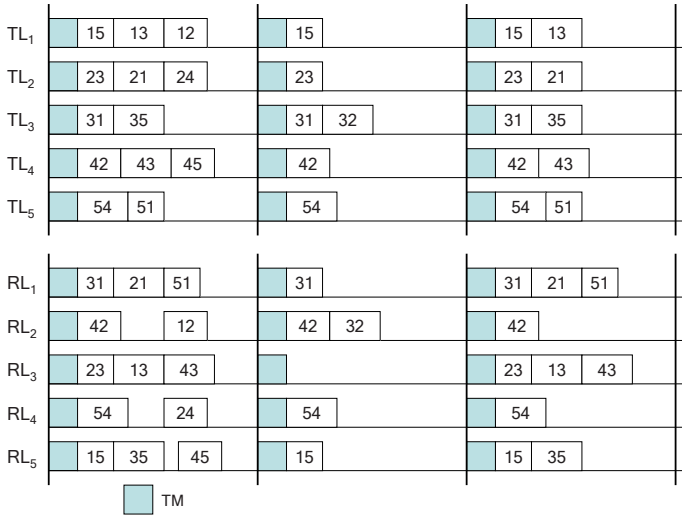 TL1 15 13 12 15 15 13
TL2 23 21 24 23 23 21
TL3 31 35 31 32 31 35
TL4 42 43 45 42 42 43
TL5 54 51 54 54 51
RL1 31 21 51 31 31 21 51
RL2 42 12 42 32 42
RL3 23 13 43 23 13 43
RL4 54 24 54 54
RL5 15 35 45 15 15 35
TM